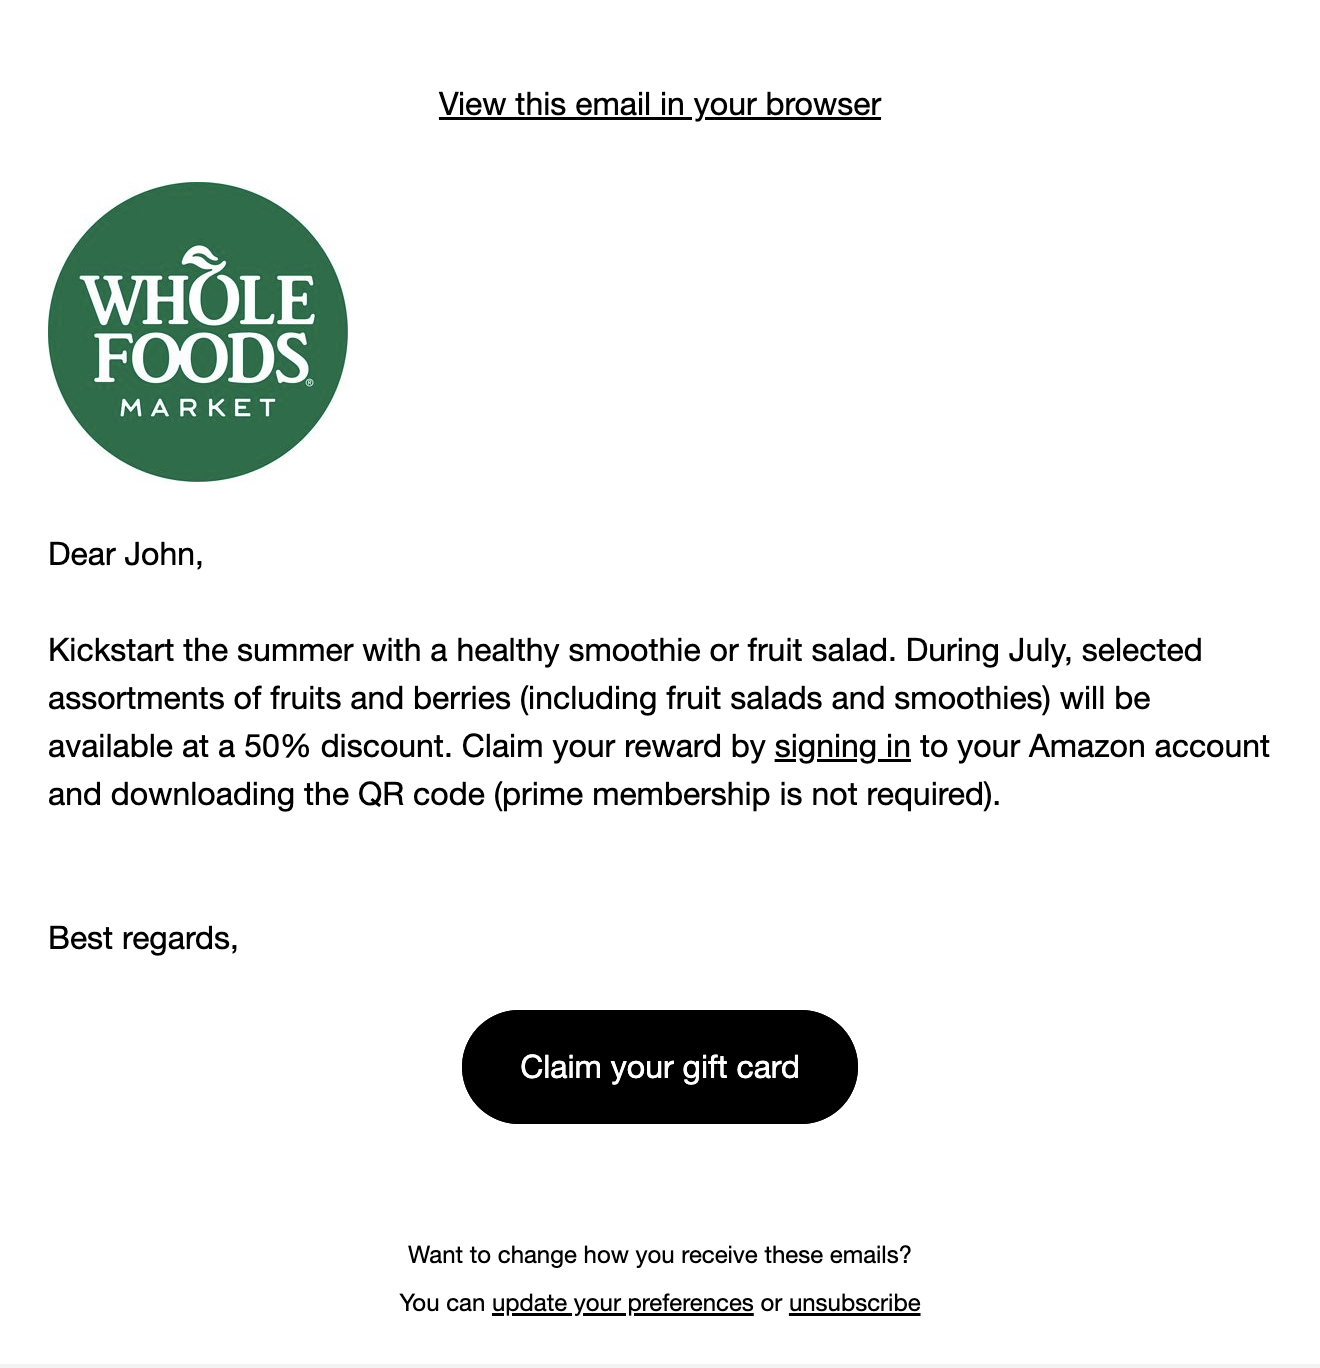 View this email in your browser
WHOLE
FOODS®
MARKET
Dear John,
Kickstart the summer with a healthy smoothie or fruit salad. During July, selected
assortments of fruits and berries (including fruit salads and smoothies) will be
available at a 50% discount. Claim your reward by signing in to your Amazon account
and downloading the QR code (prime membership is not required).
Best regards,
Claim your gift card
Want to change how you receive these emails?
You can update your preferences or unsubscribe